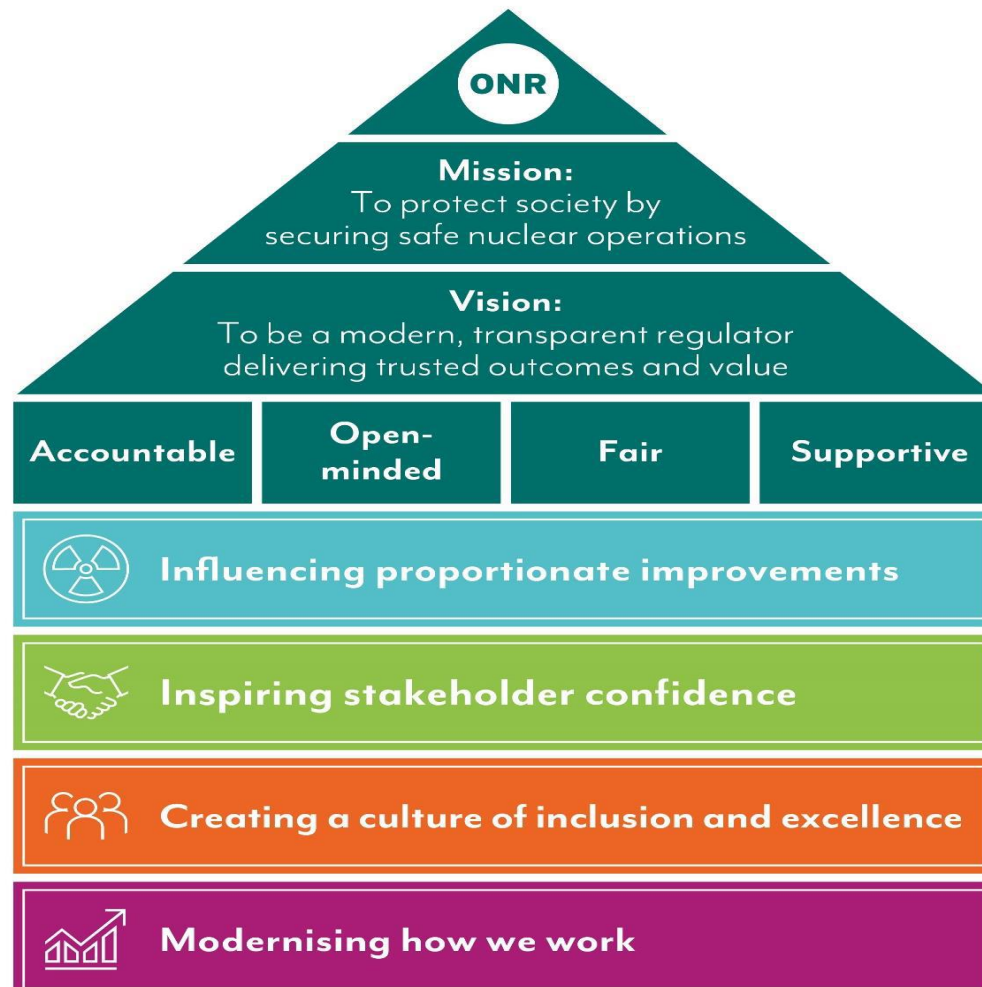 ONR
Mission:
To protect society by
securing safe nuclear operations
Vision:
To be a modern, transparent regulator
delivering trusted outcomes and value
Accountable
Open-
minded
Fair
Supportive
Influencing proportionate improvements
Inspiring stakeholder confidence
Creating a culture of inclusion and excellence
Modernising how we work